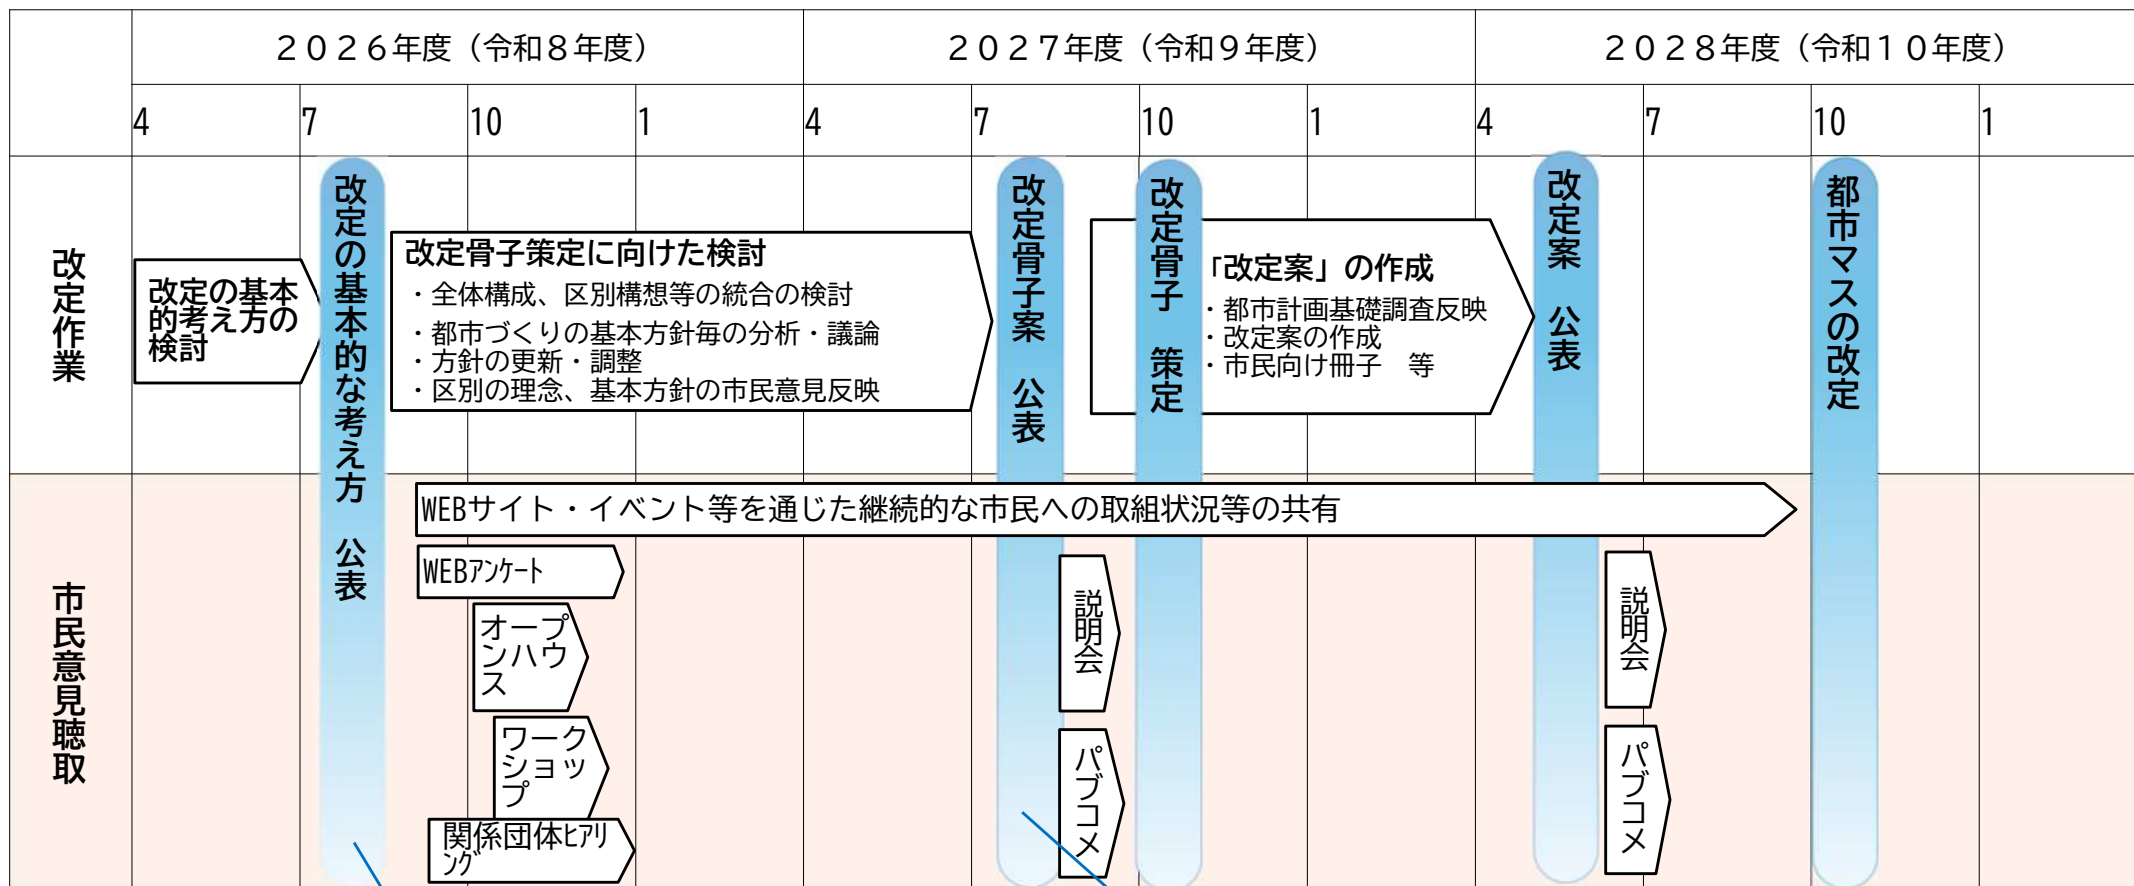 ２０２６年度（令和８年度）
２０２７年度（令和９年度）
２０２８年度（令和１０年度）
4
7
10
1
4
7
10
1
4
7
10
1
改定作業
改定の基本
的考え方の
検討
改定の基本的な考え方　公表
改定骨子策定に向けた検討
・全体構成、区別構想等の統合の検討
・都市づくりの基本方針毎の分析・議論
・方針の更新・調整
・区別の理念、基本方針の市民意見反映
改定骨子案　公表
改定骨子　策定
「改定案」の作成
・都市計画基礎調査反映
・改定案の作成
・市民向け冊子　等
改定案　公表
都市マスの改定
市民意見聴取
WEBサイト・イベント等を通じた継続的な市民への取組状況等の共有
WEBｱﾝｹｰﾄ
オープ
ンハウ
ス
ワーク
ショッ
プ
関係団体ﾋｱﾘ
ﾝｸﾞ
説明会
パブコメ
説明会
パブコメ